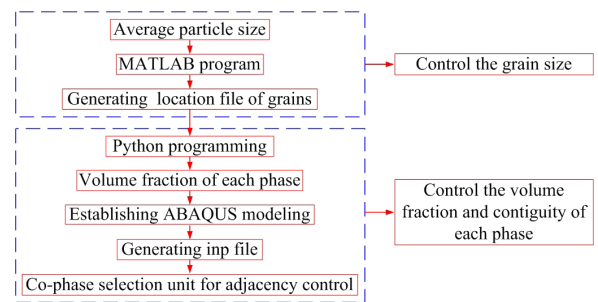 Average particle size
MATLAB program
Generating location file of grains
Control the grain size
Python programming
Volume fraction of each phase
Establishing ABAQUS modeling
Generating inp file
Co-phase selection unit for adjacency control
Control the volume
fraction and contiguity of
each phase